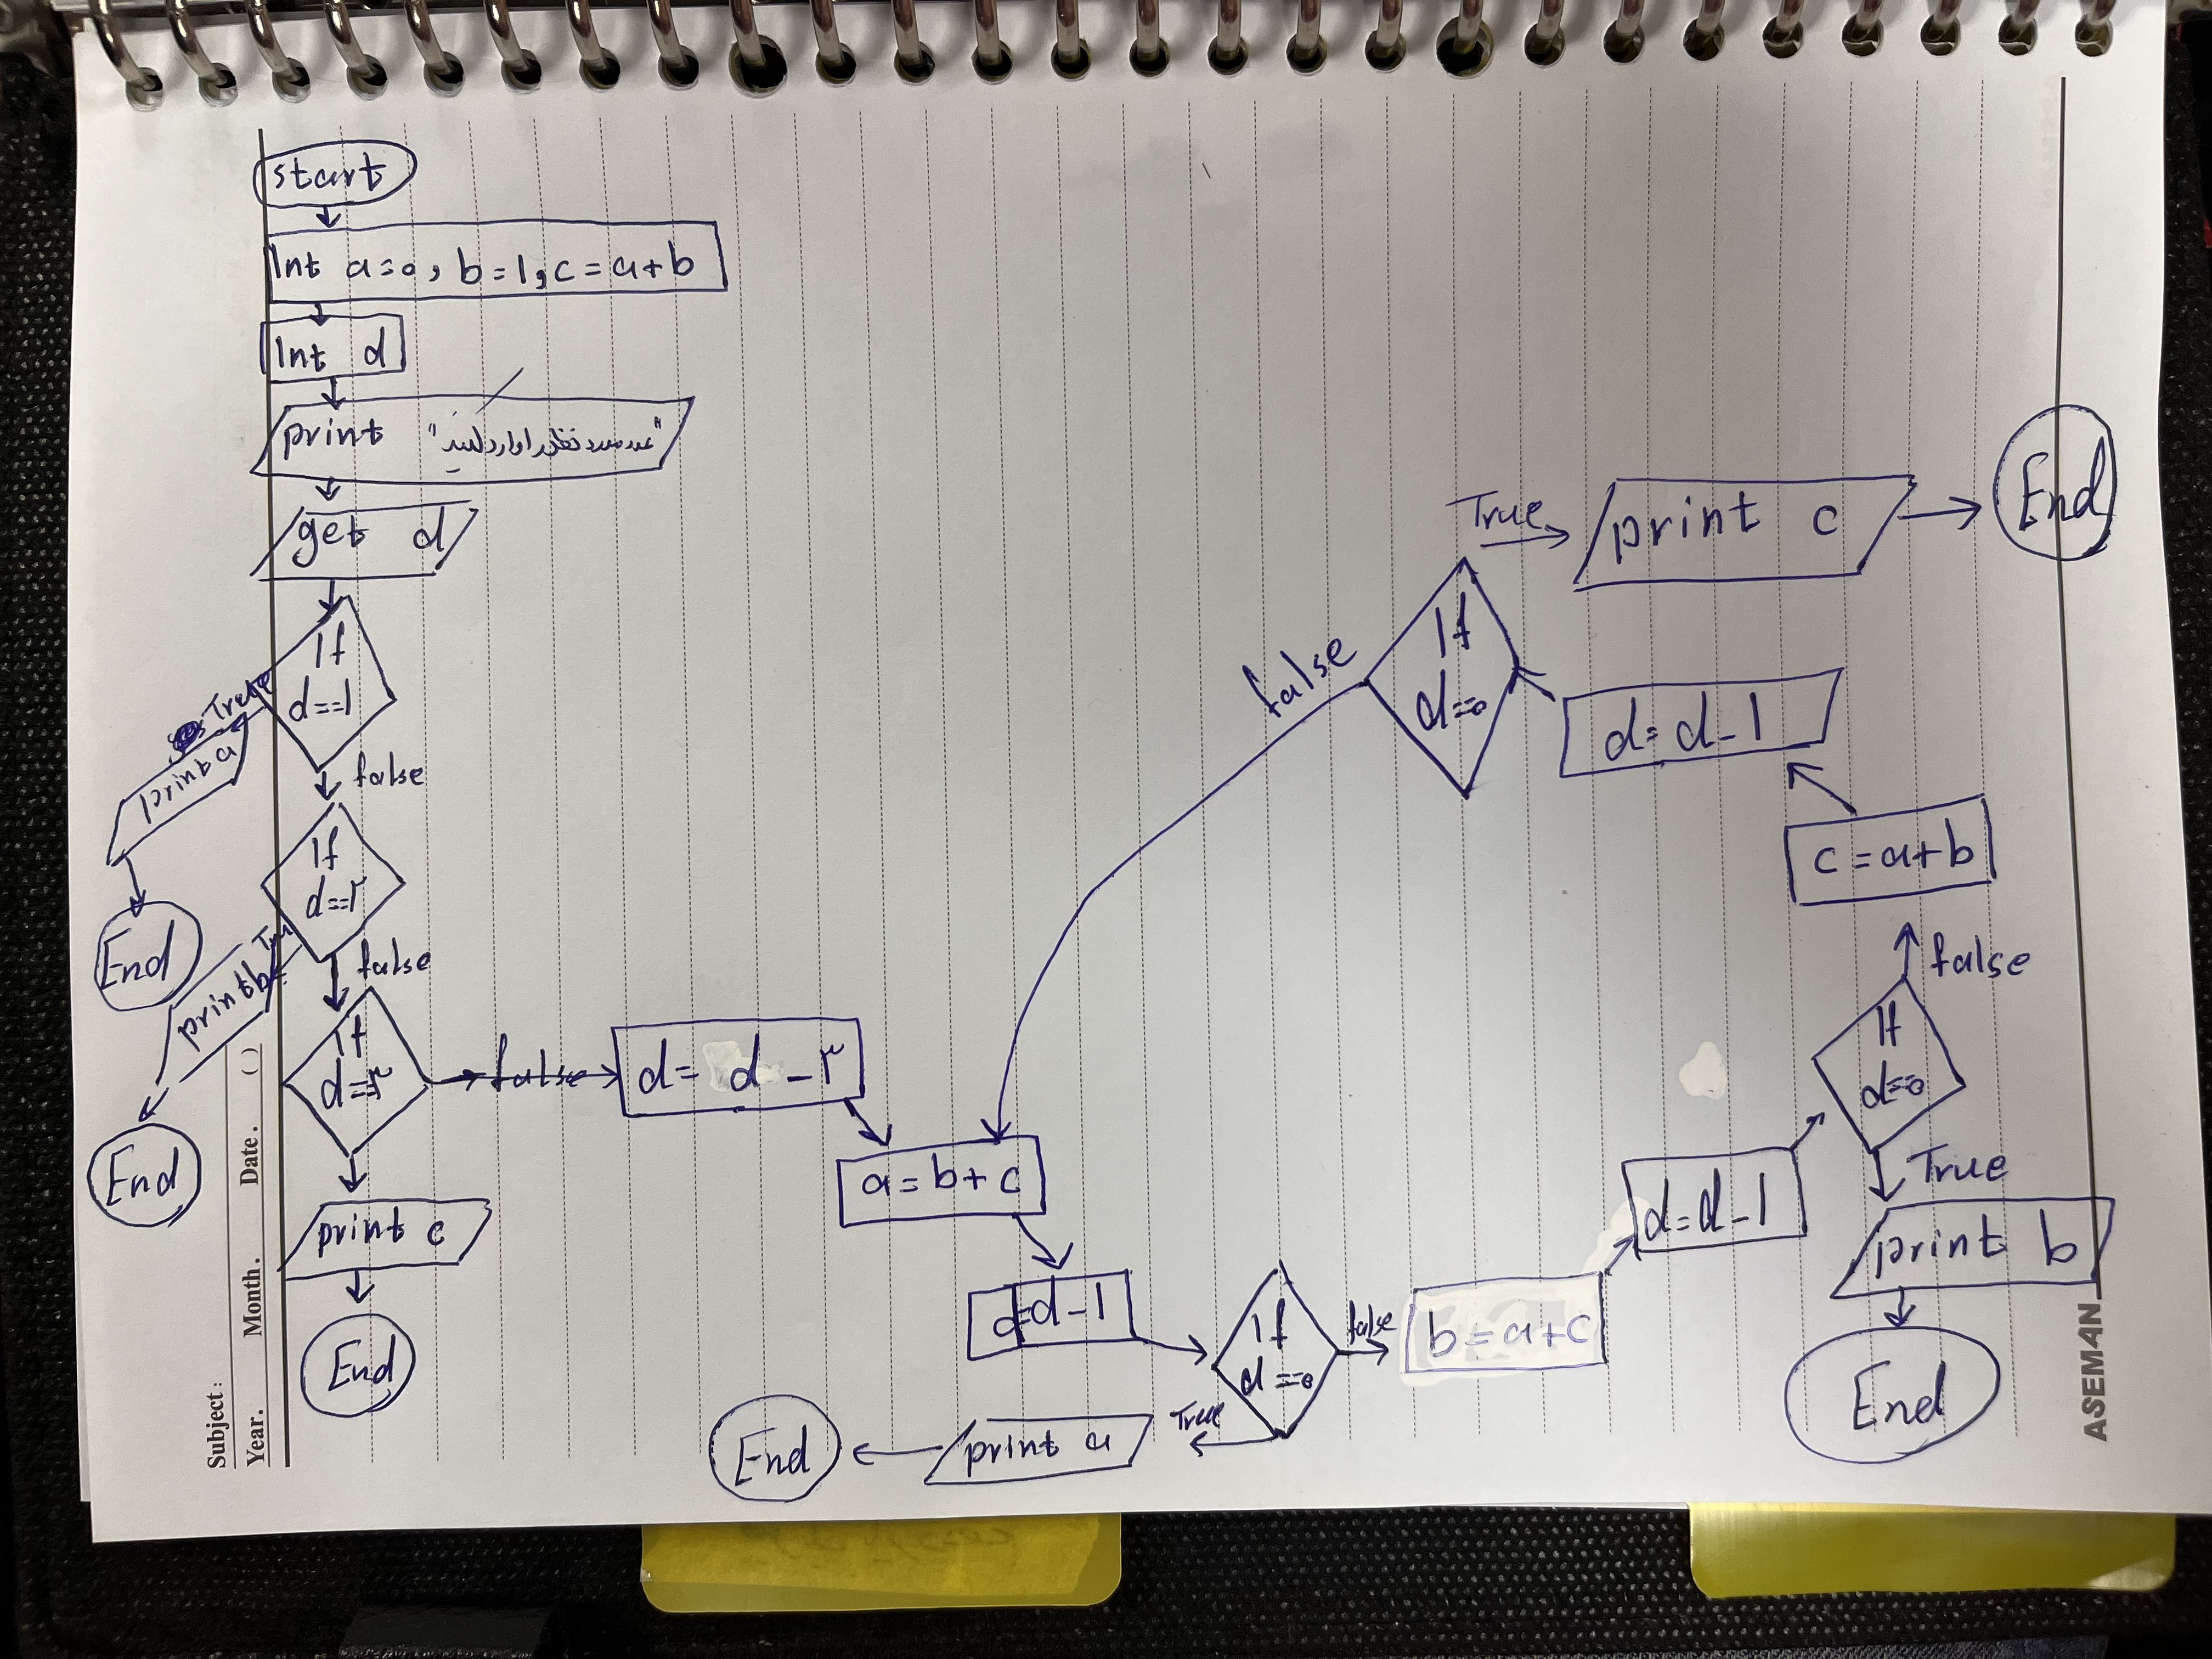 start
Int a=0, b=1, c=a+b
Int d
print "عدد مورد نظر را وارد کنید"
get d
If
d==1
True
print a
End
false
If
d==۲
Tru
print b
End
false
If
d==۳
print c
End
false
d= d-۳
a=b+c
d=d-1
If
d==0
True
print a
End
false
b=a+c
d=d-1
If
d==0
True
print b
End
false
c=a+b
d=d-1
If
d==0
True
print c
End
false
Subject:
Year. Month. Date. ( )
ASEMAN